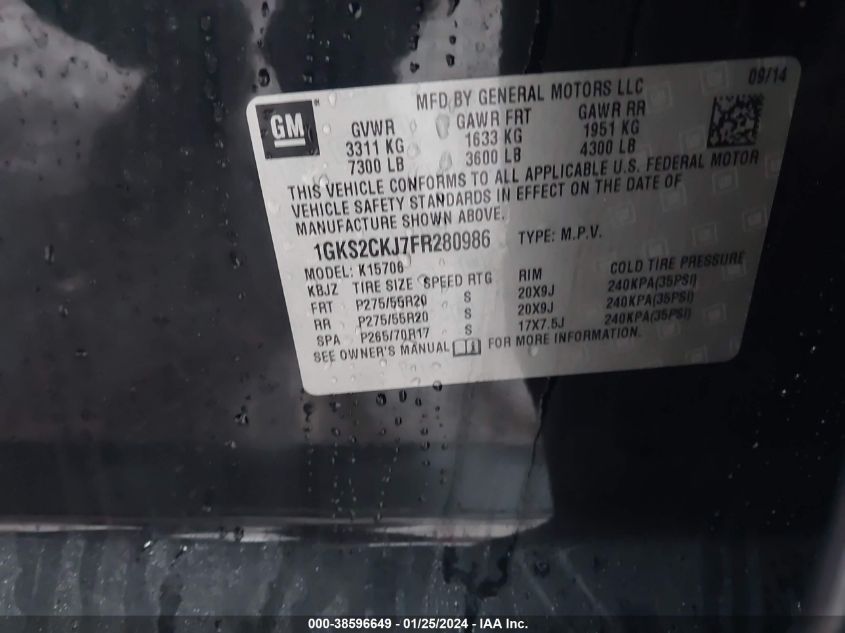 09/14
MFD BY GENERAL MOTORS LLC
GM
GVWR GAWR FRT GAWR RR
3311 KG 1633 KG 1951 KG
7300 LB 3600 LB 4300 LB
THIS VEHICLE CONFORMS TO ALL APPLICABLE U.S. FEDERAL MOTOR
VEHICLE SAFETY STANDARDS IN EFFECT ON THE DATE OF
MANUFACTURE SHOWN ABOVE.
1GKS2CKJ7FR280986 TYPE: M.P.V.
MODEL: K15706
KBJZ TIRE SIZE SPEED RTG RIM COLD TIRE PRESSURE
FRT P275/55R20 S 20X9J 240KPA(35PSI)
RR P275/55R20 S 20X9J 240KPA(35PSI)
SPA P265/70R17 S 17X7.5J 240KPA(35PSI)
SEE OWNER'S MANUAL FOR MORE INFORMATION.
000-38596649 - 01/25/2024 - IAA Inc.